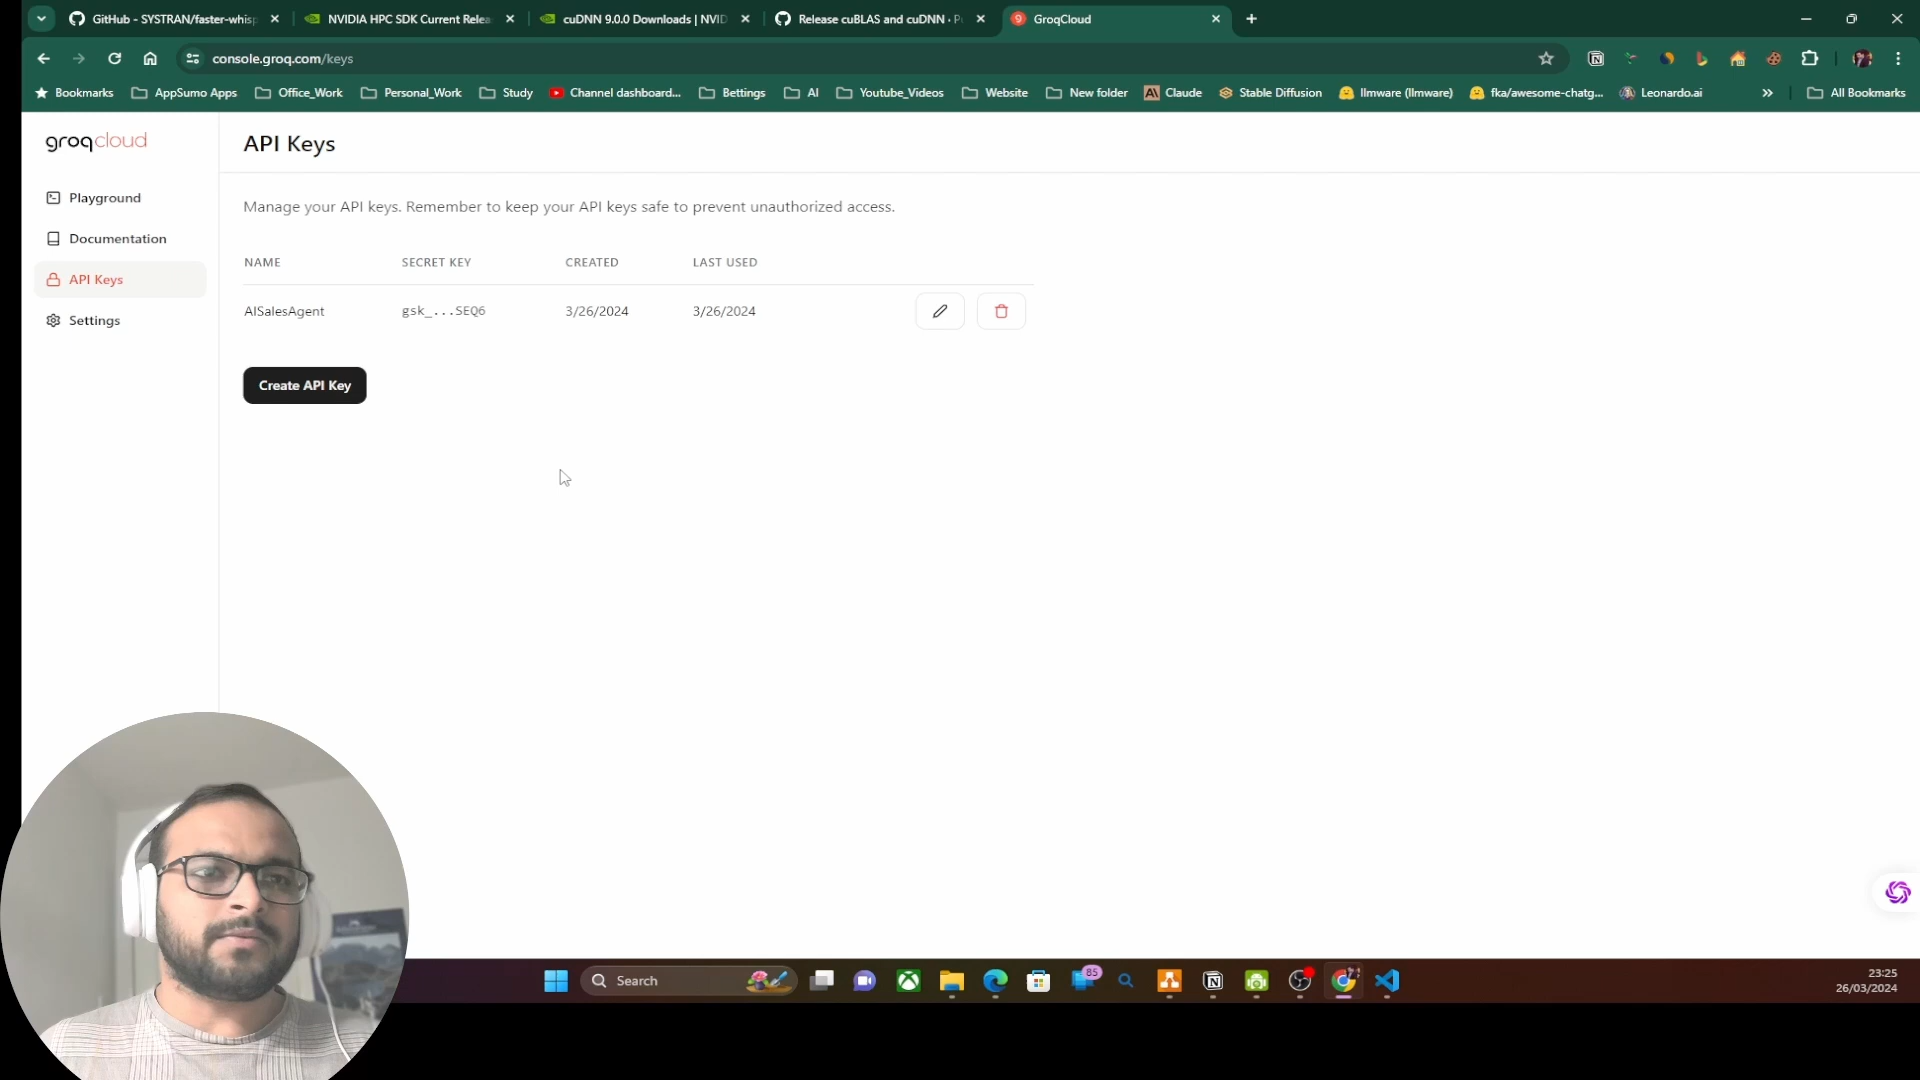 GitHub - SYSTRAN/faster-whisp
NVIDIA HPC SDK Current Relea
cuDNN 9.0.0 Downloads | NVID
Release cuBLAS and cuDNN · P
GroqCloud
console.groq.com/keys
Bookmarks
AppSumo Apps
Office_Work
Personal_Work
Study
Channel dashboard...
Bettings
AI
Youtube_Videos
Website
New folder
Claude
Stable Diffusion
llmware (llmware)
fka/awesome-chatg...
Leonardo.ai
All Bookmarks
groqcloud
Playground
Documentation
API Keys
Settings
API Keys
Manage your API keys. Remember to keep your API keys safe to prevent unauthorized access.
NAME SECRET KEY CREATED LAST USED
AISalesAgent gsk_...SEQ6 3/26/2024 3/26/2024
Create API Key
Search
85
23:25
26/03/2024